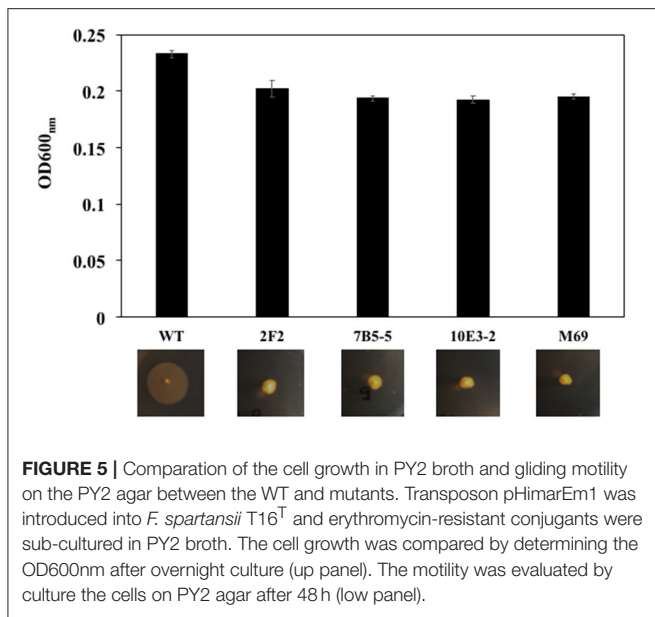 0.25
0.2
0.15
0.1
0.05
0
OD600nm
WT 2F2 7B5-5 10E3-2 M69
FIGURE 5 | Comparation of the cell growth in PY2 broth and gliding motility
on the PY2 agar between the WT and mutants. Transposon pHimarEm1 was
introduced into F. spartansii T16T and erythromycin-resistant conjugants were
sub-cultured in PY2 broth. The cell growth was compared by determining the
OD600nm after overnight culture (up panel). The motility was evaluated by
culture the cells on PY2 agar after 48 h (low panel).